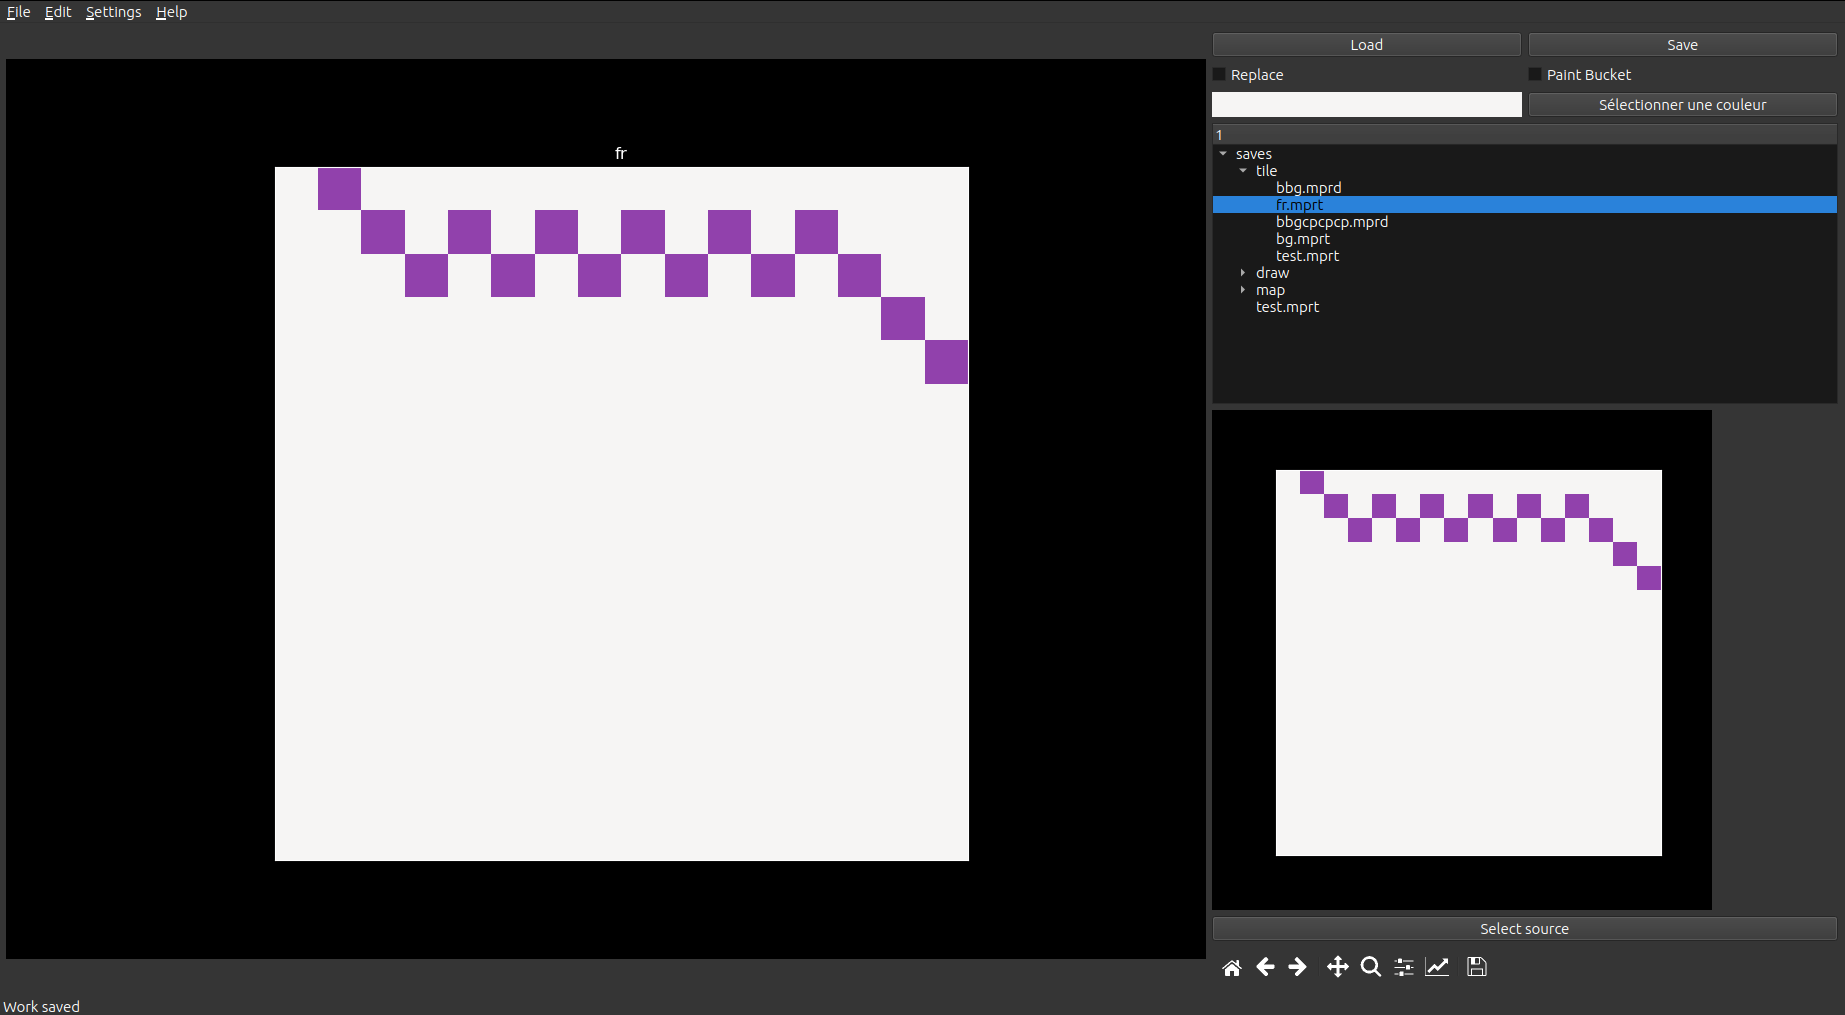 File Edit Settings Help
Load Save
Replace Paint Bucket
Sélectionner une couleur
1
saves
tile
bbg.mprd
fr.mprt
bbgcpcpcp.mprd
bg.mprt
test.mprt
draw
map
test.mprt
fr
Select source
Work saved